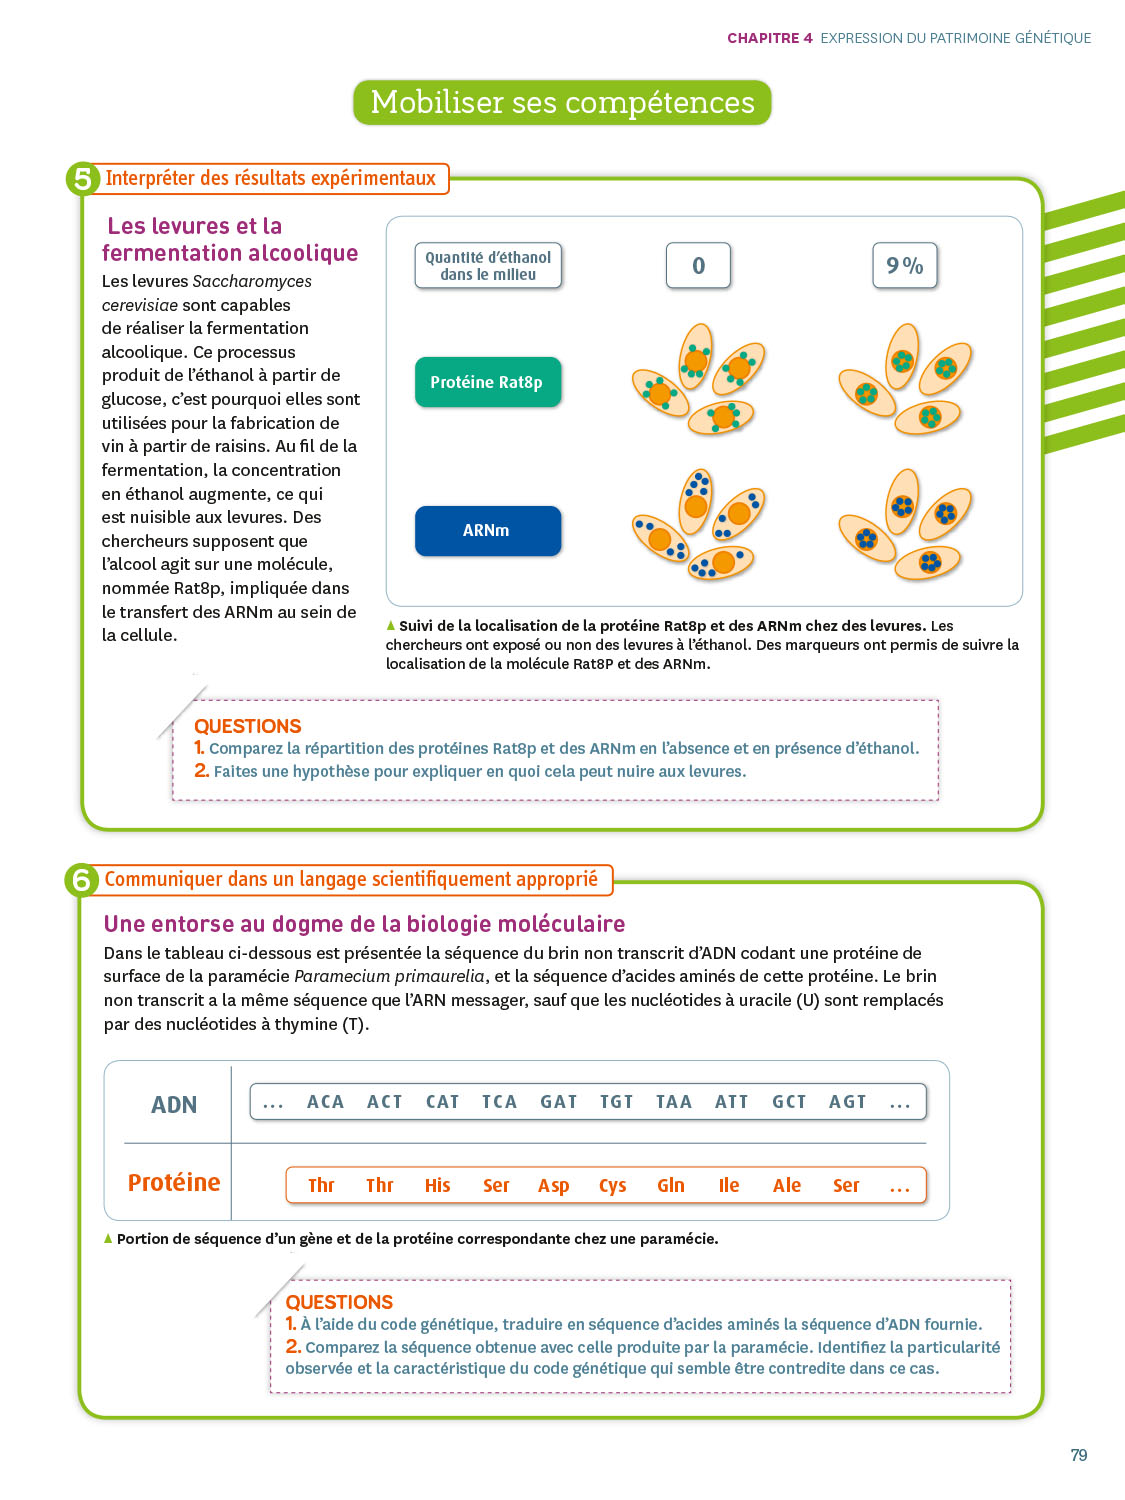 CHAPITRE 4 EXPRESSION DU PATRIMOINE GÉNÉTIQUE
Mobiliser ses compétences
5 Interpréter des résultats expérimentaux
Les levures et la
fermentation alcoolique
Les levures Saccharomyces
cerevisiae sont capables
de réaliser la fermentation
alcoolique. Ce processus
produit de l’éthanol à partir de
glucose, c’est pourquoi elles sont
utilisées pour la fabrication de
vin à partir de raisins. Au fil de la
fermentation, la concentration
en éthanol augmente, ce qui
est nuisible aux levures. Des
chercheurs supposent que
l’alcool agit sur une molécule,
nommée Rat8p, impliquée dans
le transfert des ARNm au sein de
la cellule.
Quantité d’éthanol
dans le milieu
0
9 %
Protéine Rat8p
ARNm
▲ Suivi de la localisation de la protéine Rat8p et des ARNm chez des levures. Les
chercheurs ont exposé ou non des levures à l’éthanol. Des marqueurs ont permis de suivre la
localisation de la molécule Rat8P et des ARNm.
QUESTIONS
1. Comparez la répartition des protéines Rat8p et des ARNm en l’absence et en présence d’éthanol.
2. Faites une hypothèse pour expliquer en quoi cela peut nuire aux levures.
6 Communiquer dans un langage scientifiquement approprié
Une entorse au dogme de la biologie moléculaire
Dans le tableau ci-dessous est présentée la séquence du brin non transcrit d’ADN codant une protéine de
surface de la paramécie Paramecium primaurelia, et la séquence d’acides aminés de cette protéine. Le brin
non transcrit a la même séquence que l’ARN messager, sauf que les nucléotides à uracile (U) sont remplacés
par des nucléotides à thymine (T).
ADN ... ACA ACT CAT TCA GAT TGT TAA ATT GCT AGT ...
Protéine Thr Thr His Ser Asp Cys Gln Ile Ale Ser ...
▲ Portion de séquence d’un gène et de la protéine correspondante chez une paramécie.
QUESTIONS
1. À l’aide du code génétique, traduire en séquence d’acides aminés la séquence d’ADN fournie.
2. Comparez la séquence obtenue avec celle produite par la paramécie. Identifiez la particularité
observée et la caractéristique du code génétique qui semble être contredite dans ce cas.
79